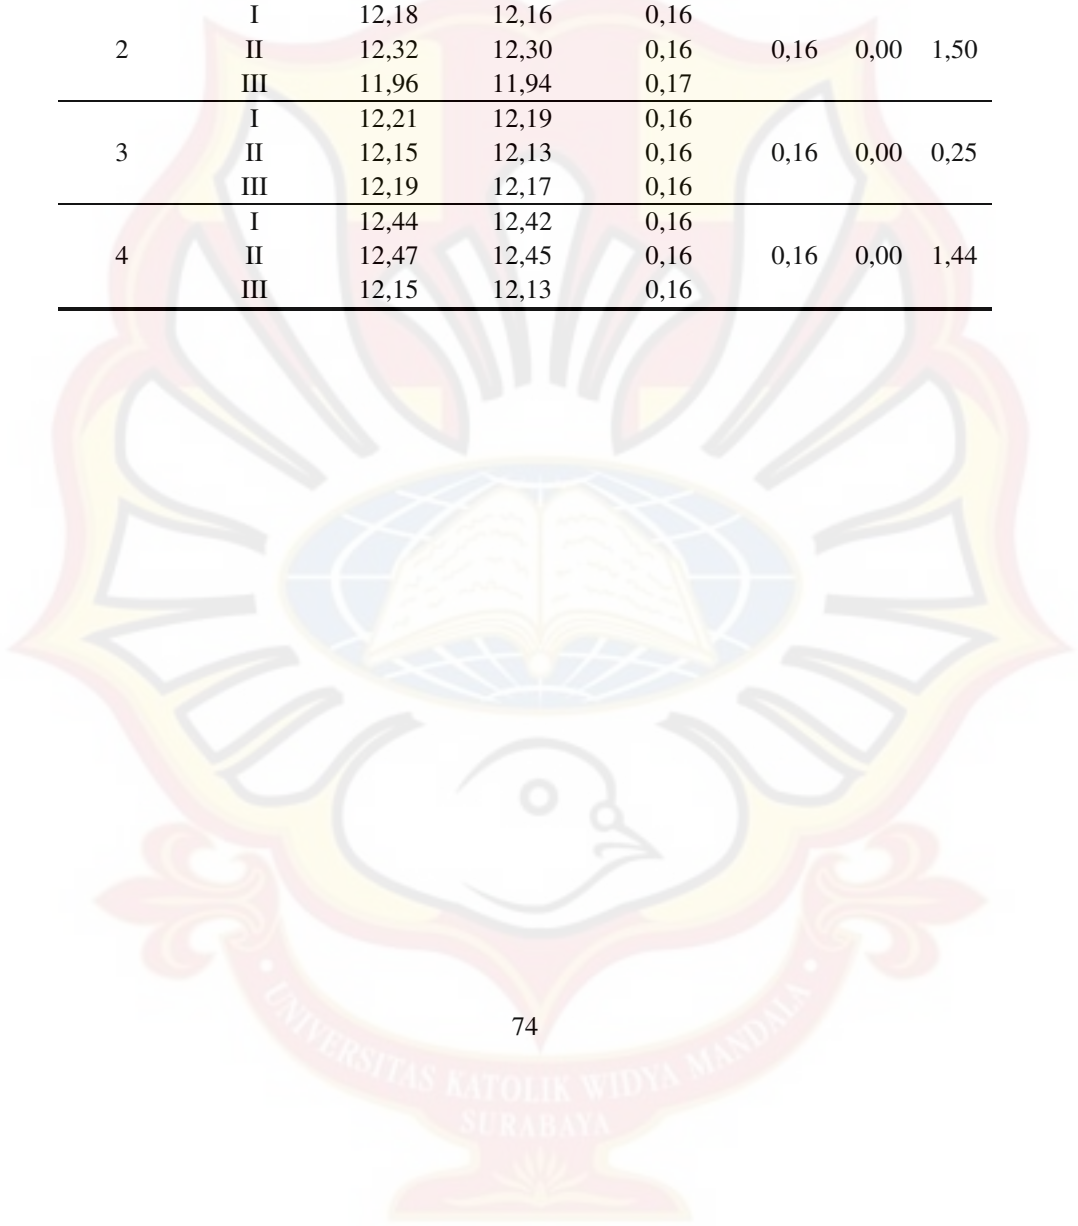 I 12,18 12,16 0,16
2 II 12,32 12,30 0,16 0,16 0,00 1,50
III 11,96 11,94 0,17
I 12,21 12,19 0,16
3 II 12,15 12,13 0,16 0,16 0,00 0,25
III 12,19 12,17 0,16
I 12,44 12,42 0,16
4 II 12,47 12,45 0,16 0,16 0,00 1,44
III 12,15 12,13 0,16
74
UNIVERSITAS KATOLIK WIDYA MANDALA
SURABAYA